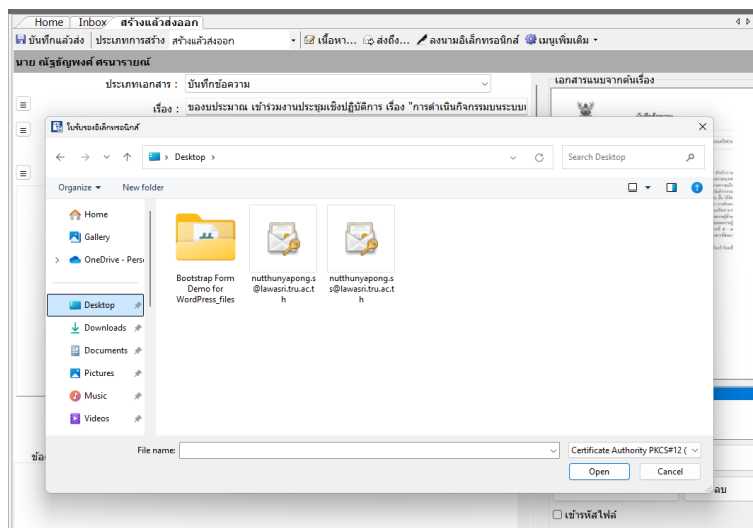 Home Inbox สร้างแล้วส่งออก
บันทึกแล้วส่ง ประเภทการสร้าง สร้างแล้วส่งออก เนื้อหา... ส่งถึง... ลงนามอิเล็กทรอนิกส์ เมนูเพิ่มเติม
นาย ณัฐธัญพงศ์ ศรนารายณ์
ประเภทเอกสาร : บันทึกข้อความ
เอกสารแนบจากต้นเรื่อง
เรื่อง : ของบประมาณ เข้าร่วมงานประชุมเชิงปฏิบัติการ เรื่อง "การดำเนินกิจกรรมบนระบบ
บันทึกข้อความ
ใบรับรองอิเล็กทรอนิกส์
Desktop
Search Desktop
Organize New folder
Home
Gallery
OneDrive - Pers
Desktop
Downloads
Documents
Pictures
Music
Videos
Bootstrap Form
Demo for
WordPress_files
nutthunyapong.s
@lawasri.tru.ac.t
h
nutthunyapong.s
s@lawasri.tru.ac.t
h
File name:
Certificate Authority PKCS#12 (
Open Cancel
ลบ
เข้ารหัสไฟล์